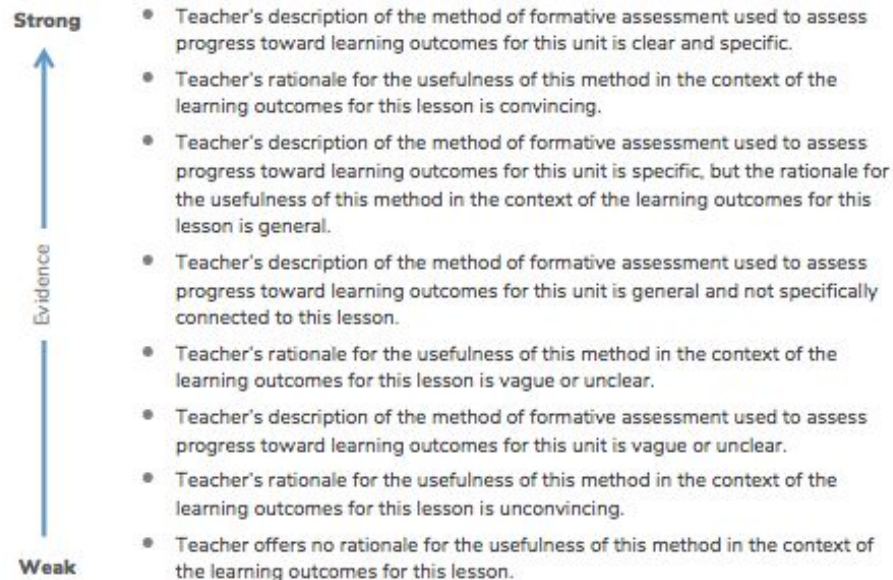 Strong
• Teacher's description of the method of formative assessment used to assess
progress toward learning outcomes for this unit is clear and specific.
• Teacher's rationale for the usefulness of this method in the context of the
learning outcomes for this lesson is convincing.
• Teacher's description of the method of formative assessment used to assess
progress toward learning outcomes for this unit is specific, but the rationale for
the usefulness of this method in the context of the learning outcomes for this
lesson is general.
Evidence
• Teacher's description of the method of formative assessment used to assess
progress toward learning outcomes for this unit is general and not specifically
connected to this lesson.
• Teacher's rationale for the usefulness of this method in the context of the
learning outcomes for this lesson is vague or unclear.
• Teacher's description of the method of formative assessment used to assess
progress toward learning outcomes for this unit is vague or unclear.
• Teacher's rationale for the usefulness of this method in the context of the
learning outcomes for this lesson is unconvincing.
• Teacher offers no rationale for the usefulness of this method in the context of
the learning outcomes for this lesson.
Weak